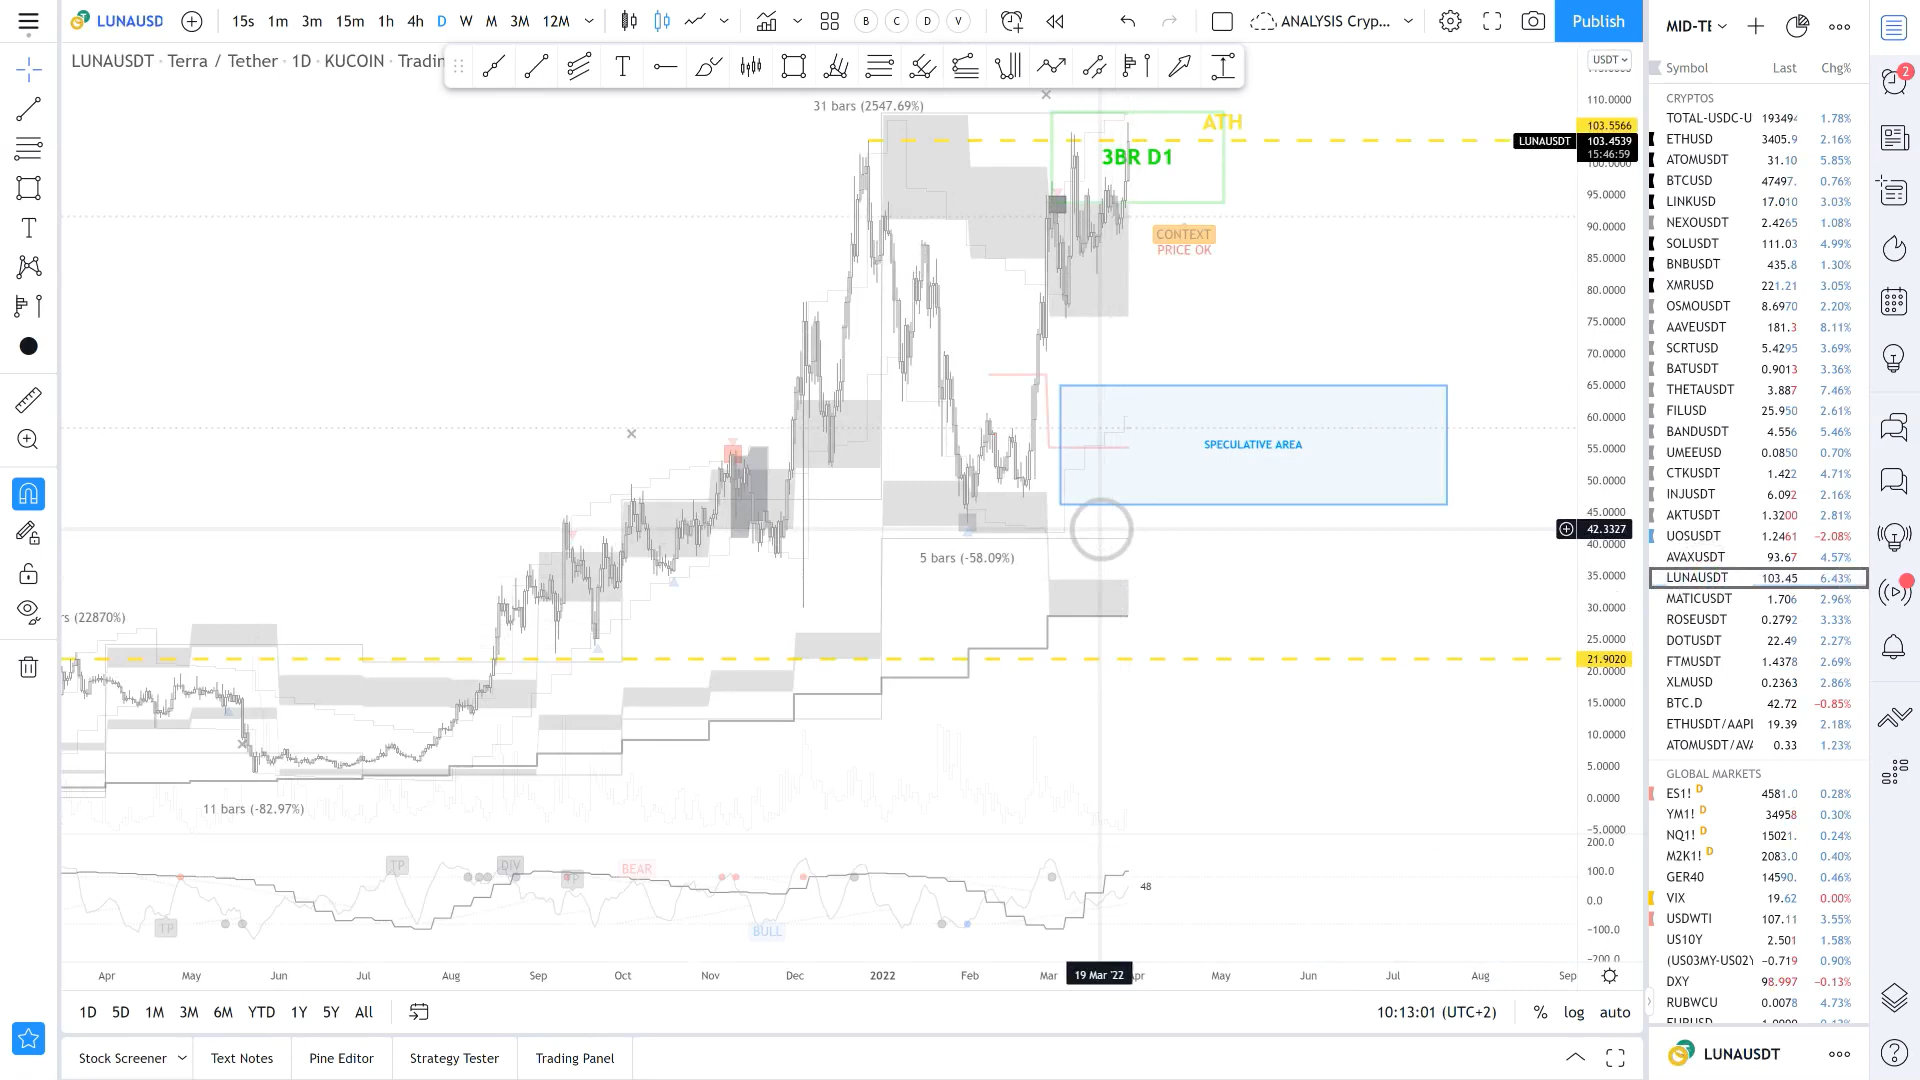 LUNAUSD
15s 1m 3m 15m 1h 4h D W M 3M 12M
B C D V
ANALYSIS Cryp...
Publish
LUNAUSDT · Terra / Tether · 1D · KUCOIN · Tradin
USDT
31 bars (2547.69%)
ATH
3BR D1
CONTEXT
PRICE OK
SPECULATIVE AREA
5 bars (-58.09%)
rs (22870%)
11 bars (-82.97%)
110.0000
103.5566
LUNAUSDT 103.4539
15:46:59
100.0000
95.0000
90.0000
85.0000
80.0000
75.0000
70.0000
65.0000
60.0000
55.0000
50.0000
45.0000
42.3327
40.0000
35.0000
30.0000
25.0000
21.9020
20.0000
15.0000
10.0000
5.0000
0.0000
−5.0000
200.0
100.0
0.0
−100.0
−200.0
TP DIV TP BEAR
TP BULL
48
Apr May Jun Jul Aug Sep Oct Nov Dec 2022 Feb Mar 19 Mar '22 Apr May Jun Jul Aug Sep
1D 5D 1M 3M 6M YTD 1Y 5Y All
10:13:01 (UTC+2) % log auto
Stock Screener Text Notes Pine Editor Strategy Tester Trading Panel
MID-TE
Symbol Last Chg%
CRYPTOS
TOTAL-USDC-U 19349 1.78%
ETHUSD 3405.9 2.16%
ATOMUSDT 31.10 5.85%
BTCUSD 47497. 0.76%
LINKUSD 17.010 3.03%
NEXOUSDT 2.4265 1.08%
SOLUSDT 111.03 4.99%
BNBUSDT 435.8 1.30%
XMRUSD 221.21 3.05%
OSMOUSDT 8.6970 2.20%
AAVEUSDT 181.3 8.11%
SCRTUSD 5.4295 3.69%
BATUSDT 0.9013 3.36%
THETAUSDT 3.887 7.46%
FILUSD 25.950 2.61%
BANDUSDT 4.556 5.46%
UMEEUSD 0.0850 0.70%
CTKUSDT 1.422 4.71%
INJUSDT 6.092 2.16%
AKTUSDT 1.3200 2.81%
UOSUSDT 1.2461 −2.08%
AVAXUSDT 93.67 4.57%
LUNAUSDT 103.45 6.43%
MATICUSDT 1.706 2.96%
ROSEUSDT 0.2792 3.33%
DOTUSDT 22.49 2.27%
FTMUSDT 1.4378 2.69%
XLMUSD 0.2363 2.86%
BTC.D 42.72 −0.85%
ETHUSDT/AAPL 19.39 2.18%
ATOMUSDT/AVA 0.33 1.23%
GLOBAL MARKETS
ES1! D 4581.0 0.28%
YM1! D 34958 0.30%
NQ1! D 15021. 0.24%
M2K1! D 2083.0 0.40%
GER40 14590. 0.46%
VIX 19.62 0.00%
USDWTI 107.11 3.55%
US10Y 2.501 1.58%
(US03MY-US02Y −0.719 0.90%
DXY 98.997 −0.13%
RUBWCU 0.0078 4.73%
LUNAUSDT
2